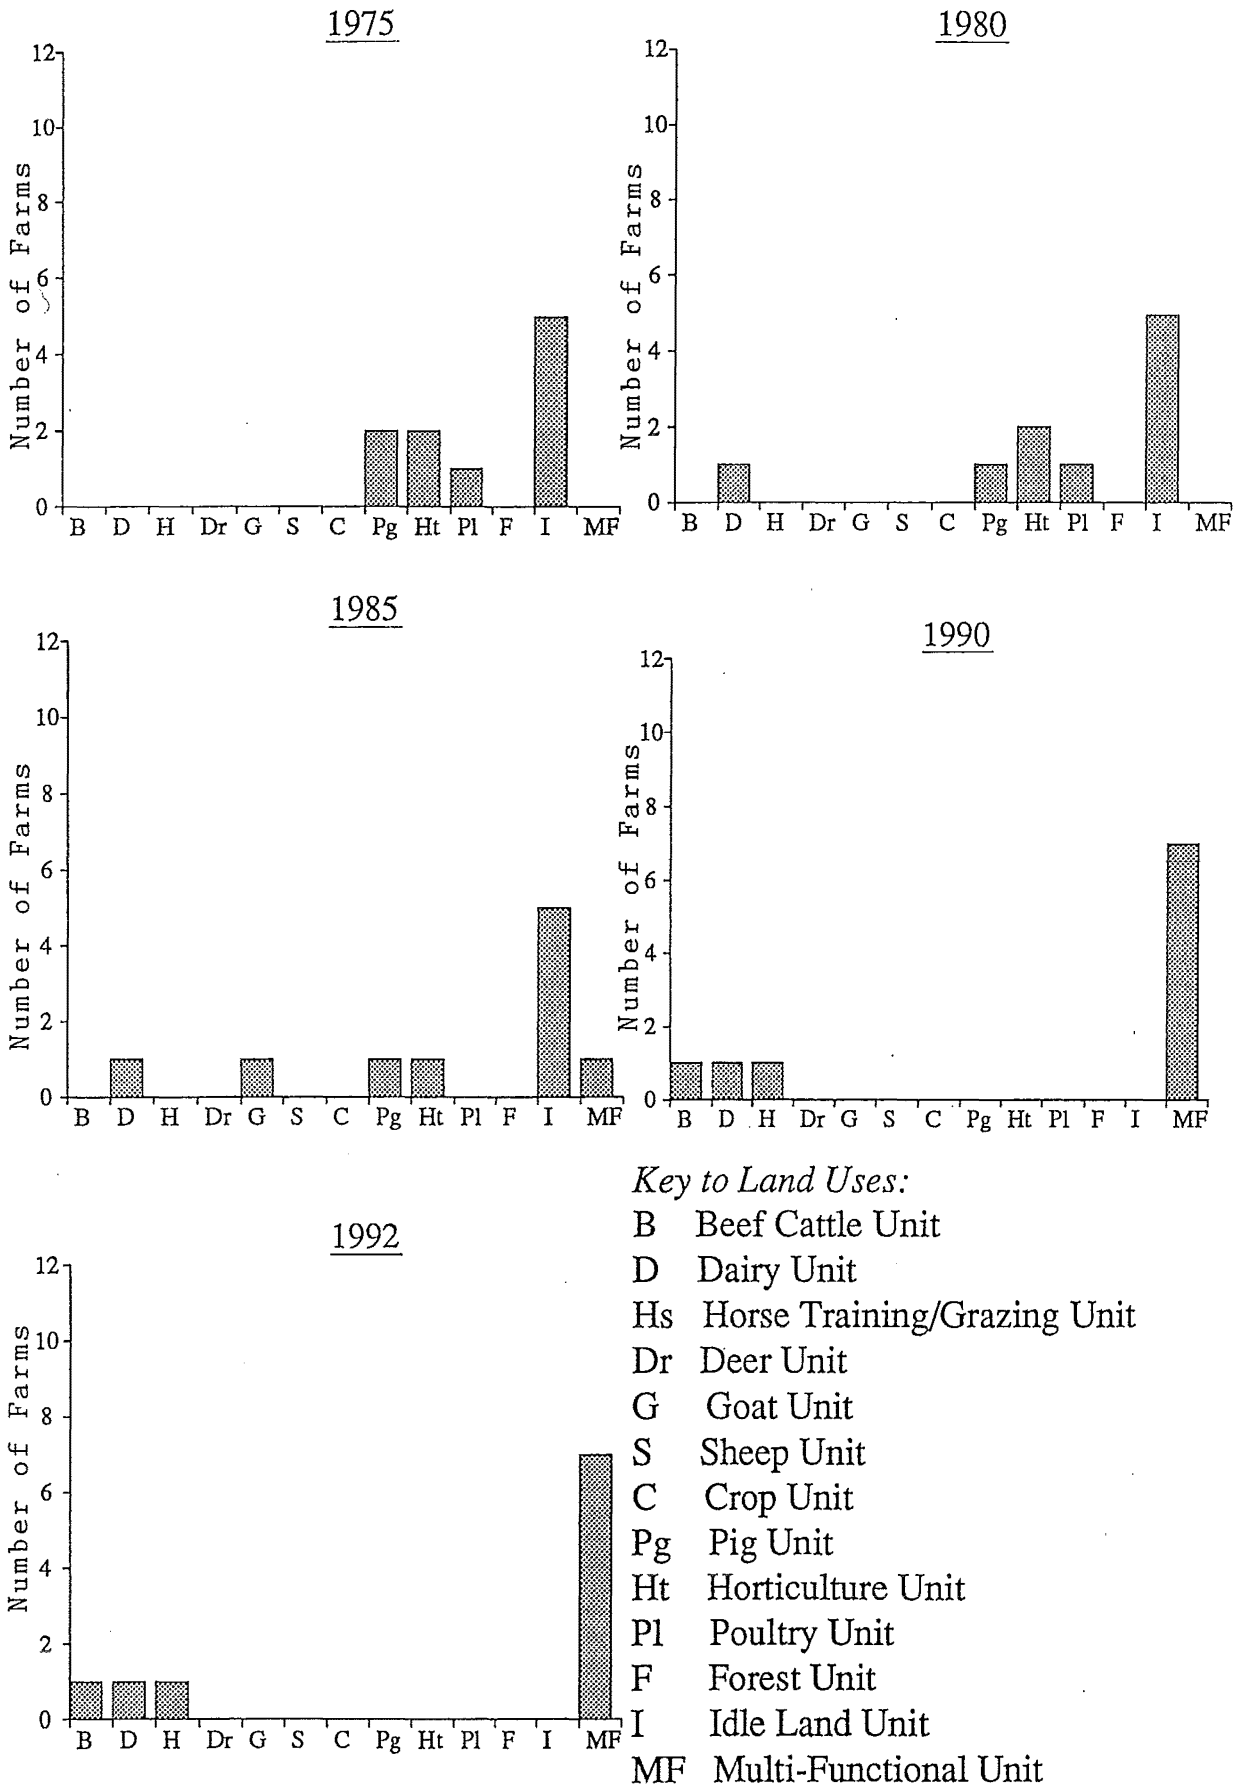 1975
12
10
8
6
4
2
0
Number of Farms
B D H Dr G S C Pg Ht Pl F I MF
1980
12
10
8
6
4
2
0
Number of Farms
B D H Dr G S C Pg Ht Pl F I MF
1985
12
10
8
6
4
2
0
Number of Farms
B D H Dr G S C Pg Ht Pl F I MF
1990
12
10
8
6
4
2
0
Number of Farms
B D H Dr G S C Pg Ht Pl F I MF
1992
12
10
8
6
4
2
0
Number of Farms
B D H Dr G S C Pg Ht Pl F I MF
Key to Land Uses:
B Beef Cattle Unit
D Dairy Unit
Hs Horse Training/Grazing Unit
Dr Deer Unit
G Goat Unit
S Sheep Unit
C Crop Unit
Pg Pig Unit
Ht Horticulture Unit
Pl Poultry Unit
F Forest Unit
I Idle Land Unit
MF Multi-Functional Unit